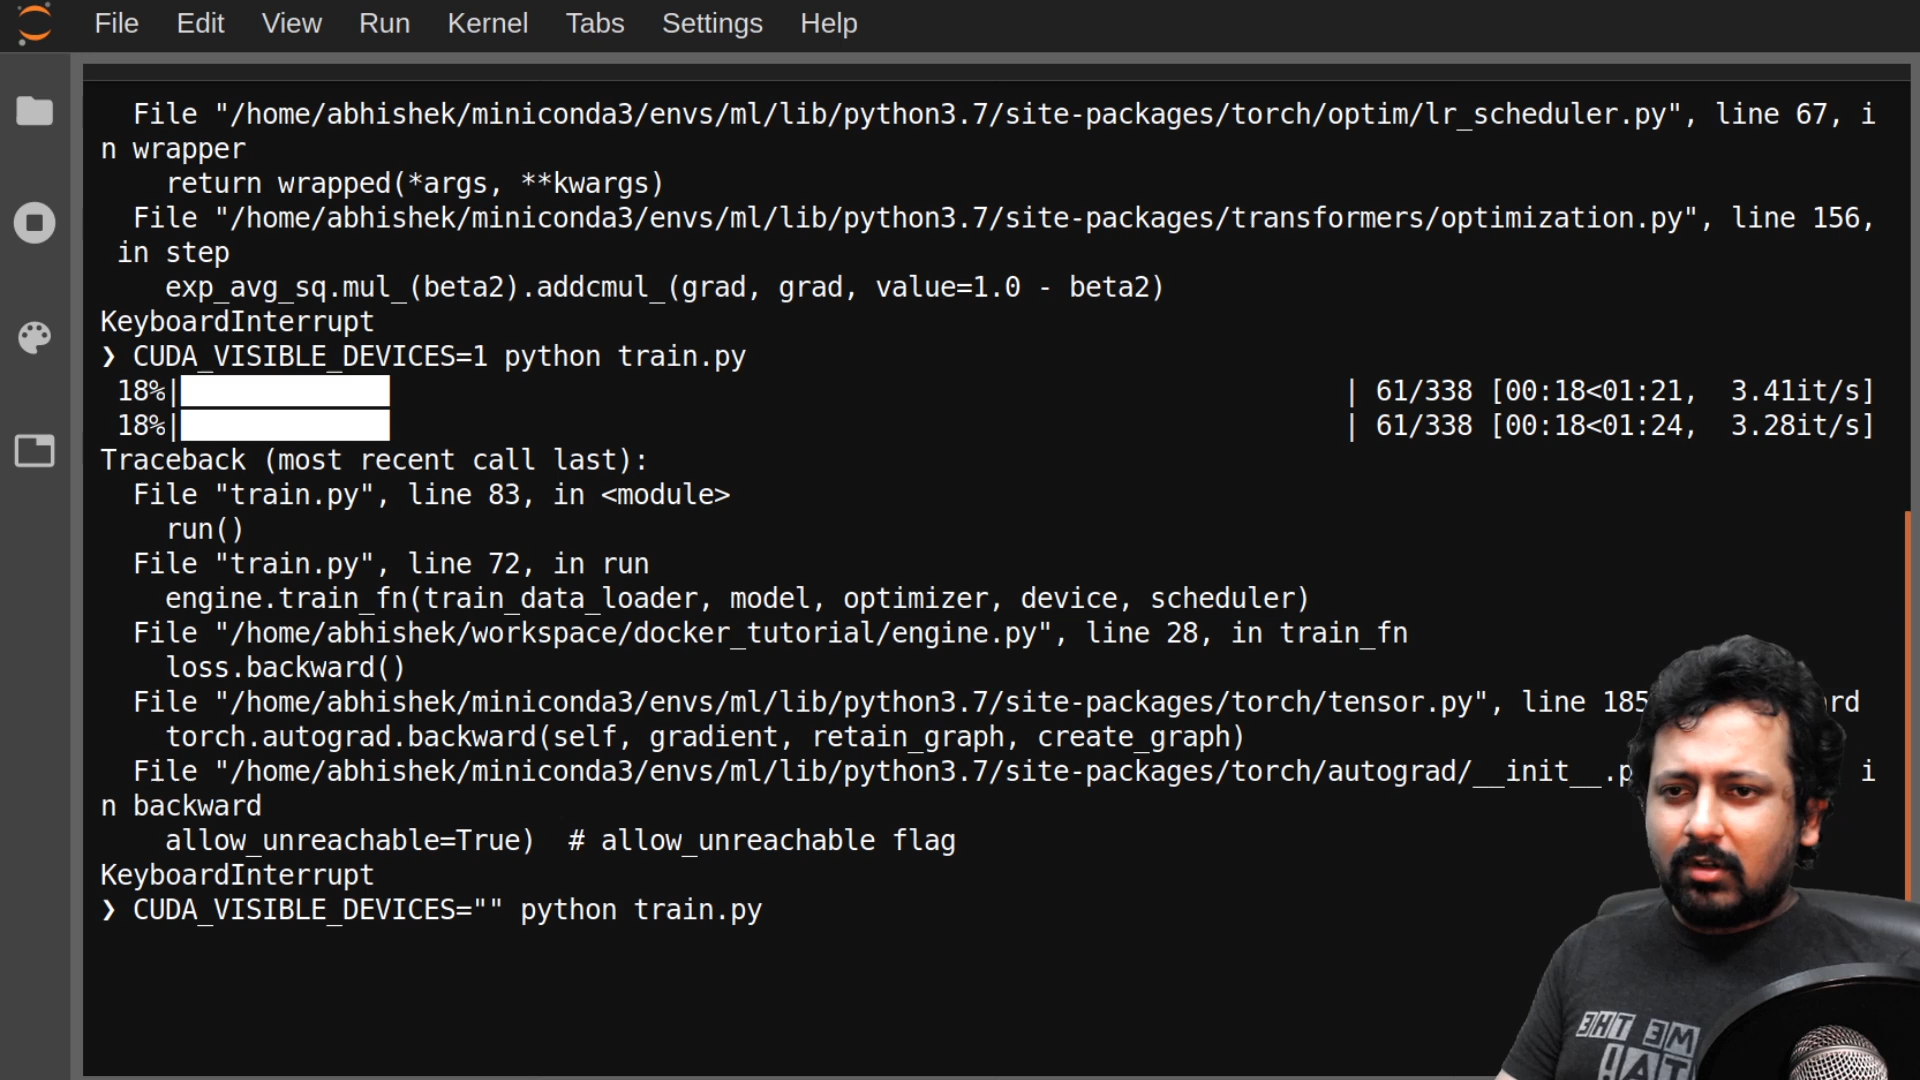 File Edit View Run Kernel Tabs Settings Help
File "/home/abhishek/miniconda3/envs/ml/lib/python3.7/site-packages/torch/optim/lr_scheduler.py", line 67, i
n wrapper
return wrapped(*args, **kwargs)
File "/home/abhishek/miniconda3/envs/ml/lib/python3.7/site-packages/transformers/optimization.py", line 156,
in step
exp_avg_sq.mul_(beta2).addcmul_(grad, grad, value=1.0 - beta2)
KeyboardInterrupt
❯ CUDA_VISIBLE_DEVICES=1 python train.py
18%| | 61/338 [00:18<01:21, 3.41it/s]
18%| | 61/338 [00:18<01:24, 3.28it/s]
Traceback (most recent call last):
File "train.py", line 83, in <module>
run()
File "train.py", line 72, in run
engine.train_fn(train_data_loader, model, optimizer, device, scheduler)
File "/home/abhishek/workspace/docker_tutorial/engine.py", line 28, in train_fn
loss.backward()
File "/home/abhishek/miniconda3/envs/ml/lib/python3.7/site-packages/torch/tensor.py", line 185 rd
torch.autograd.backward(self, gradient, retain_graph, create_graph)
File "/home/abhishek/miniconda3/envs/ml/lib/python3.7/site-packages/torch/autograd/__init__.p i
n backward
allow_unreachable=True) # allow_unreachable flag
KeyboardInterrupt
❯ CUDA_VISIBLE_DEVICES="" python train.py
ME THE